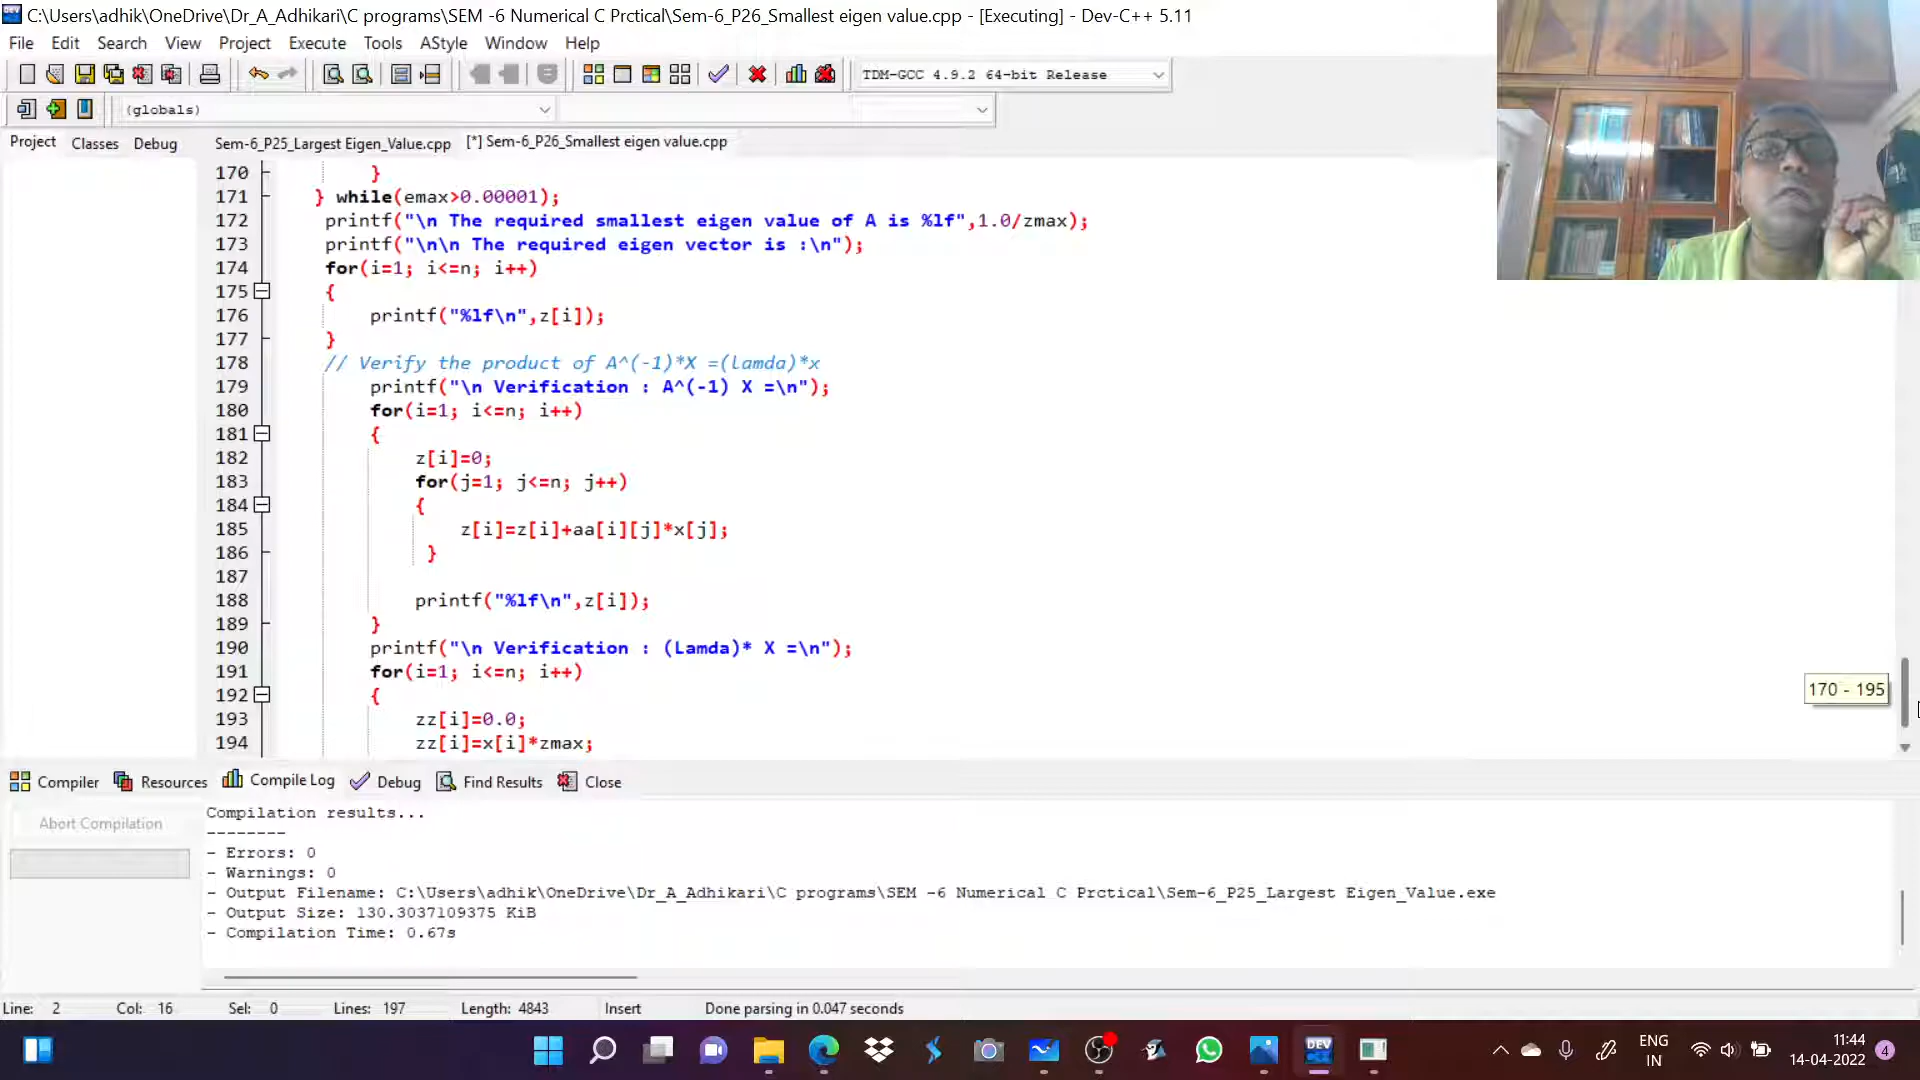 C:\Users\adhik\OneDrive\Dr_A_Adhikari\C programs\SEM -6 Numerical C Prctical\Sem-6_P26_Smallest eigen value.cpp - [Executing] - Dev-C++ 5.11
File Edit Search View Project Execute Tools AStyle Window Help
TDM-GCC 4.9.2 64-bit Release
(globals)
Project Classes Debug
Sem-6_P25_Largest Eigen_Value.cpp [*] Sem-6_P26_Smallest eigen value.cpp
170 }
171 } while(emax>0.00001);
172 printf("\n The required smallest eigen value of A is %lf",1.0/zmax);
173 printf("\n\n The required eigen vector is :\n");
174 for(i=1; i<=n; i++)
175 {
176 printf("%lf\n",z[i]);
177 }
178 // Verify the product of A^(-1)*X =(lamda)*x
179 printf("\n Verification : A^(-1) X =\n");
180 for(i=1; i<=n; i++)
181 {
182 z[i]=0;
183 for(j=1; j<=n; j++)
184 {
185 z[i]=z[i]+aa[i][j]*x[j];
186 }
187
188 printf("%lf\n",z[i]);
189 }
190 printf("\n Verification : (Lamda)* X =\n");
191 for(i=1; i<=n; i++)
192 {
193 zz[i]=0.0;
194 zz[i]=x[i]*zmax;
170 - 195
Compiler Resources Compile Log Debug Find Results Close
Abort Compilation
Compilation results...
--------
- Errors: 0
- Warnings: 0
- Output Filename: C:\Users\adhik\OneDrive\Dr_A_Adhikari\C programs\SEM -6 Numerical C Prctical\Sem-6_P25_Largest Eigen_Value.exe
- Output Size: 130.3037109375 KiB
- Compilation Time: 0.67s
Line: 2 Col: 16 Sel: 0 Lines: 197 Length: 4843 Insert Done parsing in 0.047 seconds
DEV
ENG
IN
11:44
14-04-2022
4